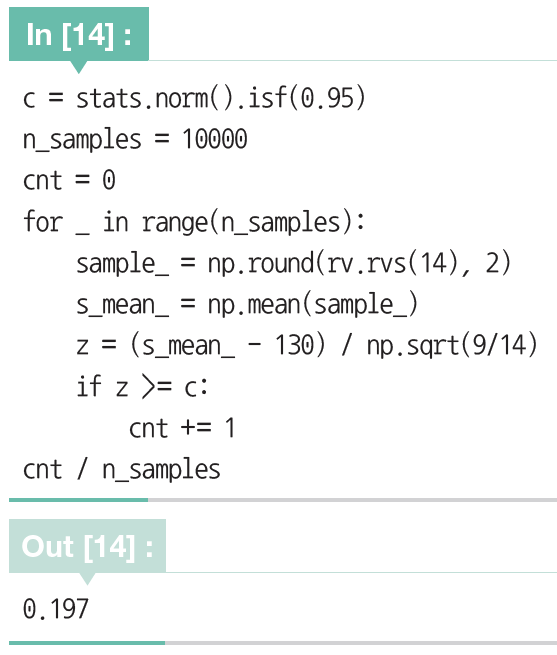 In [14] :
c = stats.norm().isf(0.95)
n_samples = 10000
cnt = 0
for _ in range(n_samples):
    sample_ = np.round(rv.rvs(14), 2)
    s_mean_ = np.mean(sample_)
    z = (s_mean_ - 130) / np.sqrt(9/14)
    if z >= c:
        cnt += 1
cnt / n_samples
Out [14] :
0.197